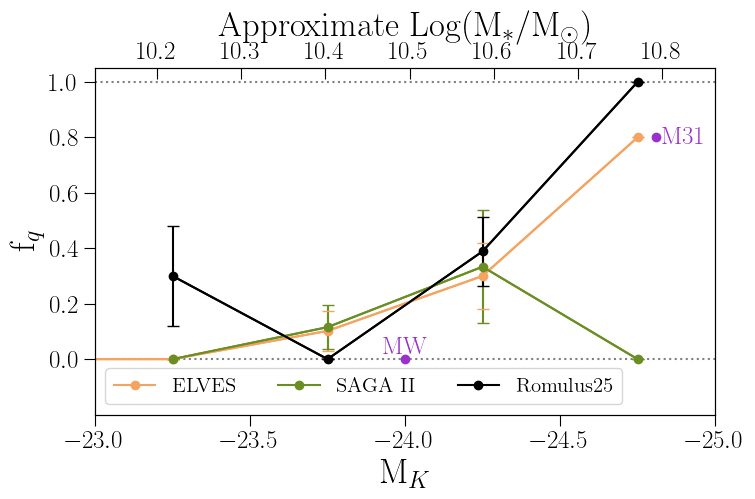 Approximate Log(M*/M☉)
10.2 10.3 10.4 10.5 10.6 10.7 10.8
1.0
M31
0.8
0.6
f_q
0.4
0.2
MW
0.0
ELVES SAGA II Romulus25
−23.0 −23.5 −24.0 −24.5 −25.0
M_K